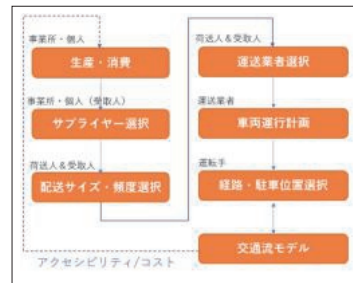 事業所・個人
生産・消費
事業所・個人（受取人）
サプライヤー選択
荷送人＆受取人
配送サイズ・頻度選択
荷送人＆受取人
運送業者選択
運送業者
車両運行計画
運転手
経路・駐車位置選択
交通流モデル
アクセシビリティ/コスト